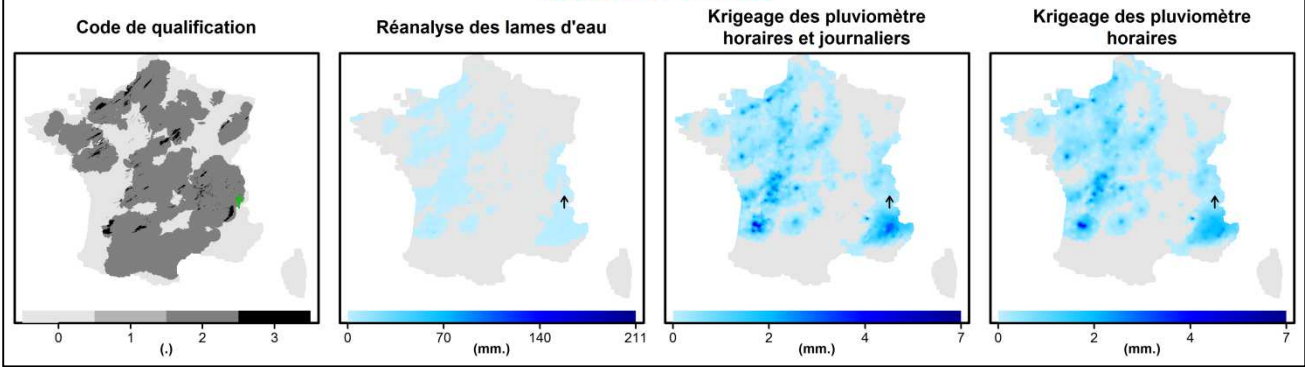 Code de qualification
0 1 2 3
(.)
Réanalyse des lames d'eau
0 70 140 211
(mm.)
Krigeage des pluviomètre
horaires et journaliers
0 2 4 7
(mm.)
Krigeage des pluviomètre
horaires
0 2 4 7
(mm.)